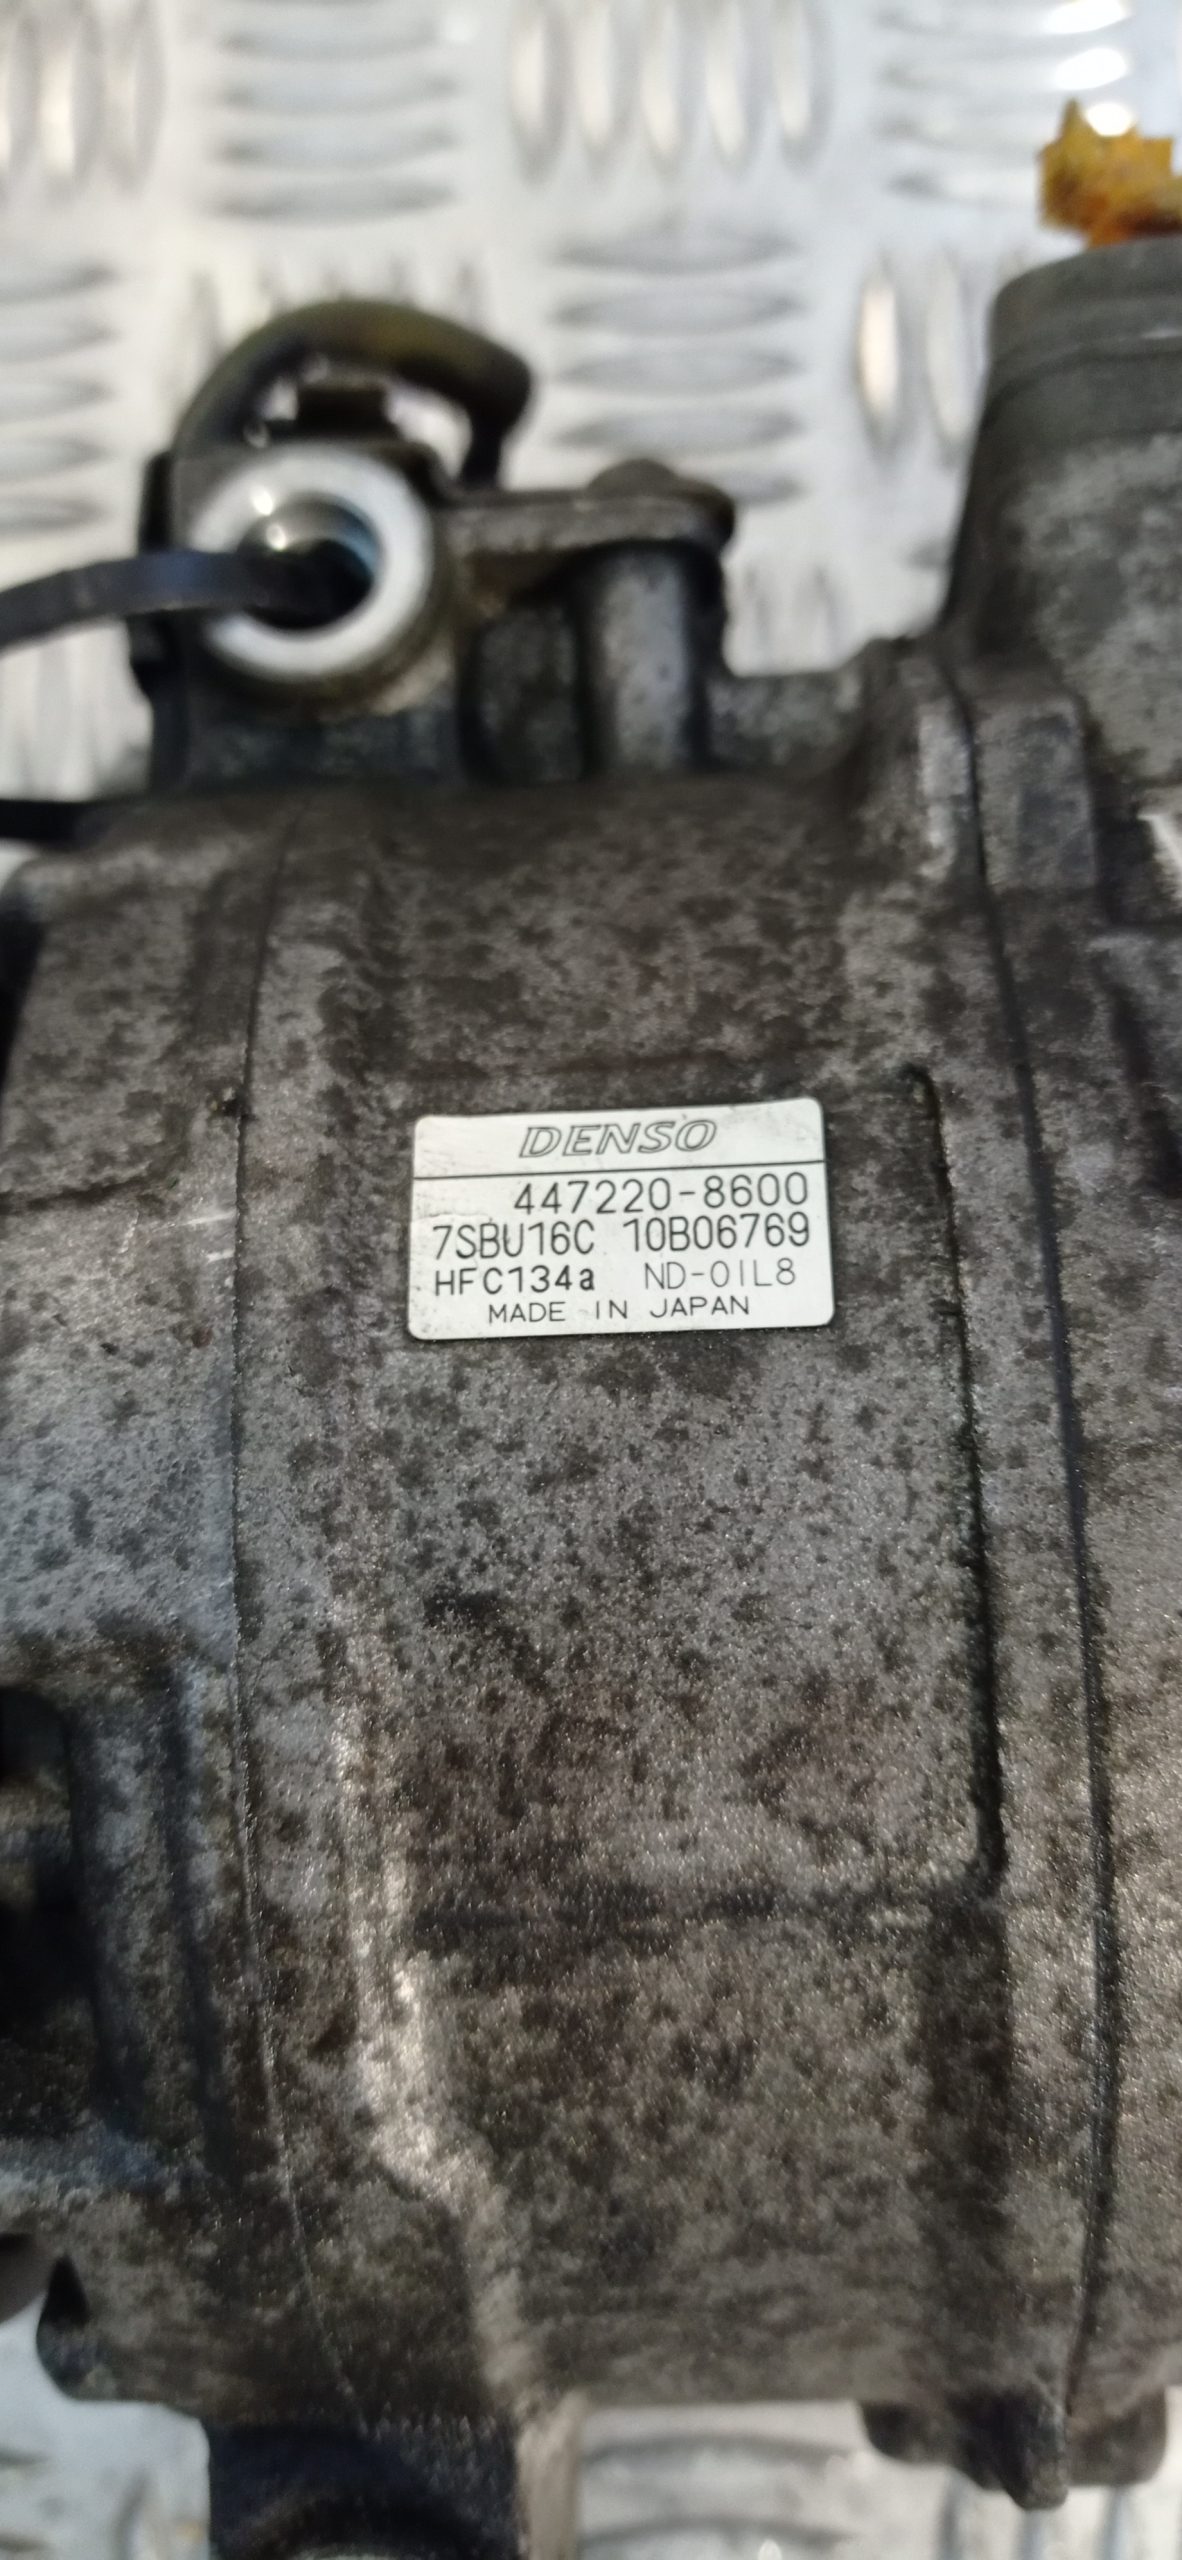 DENSO
447220-8600
7SBU16C 10B06769
HFC134a ND-OIL8
MADE IN JAPAN